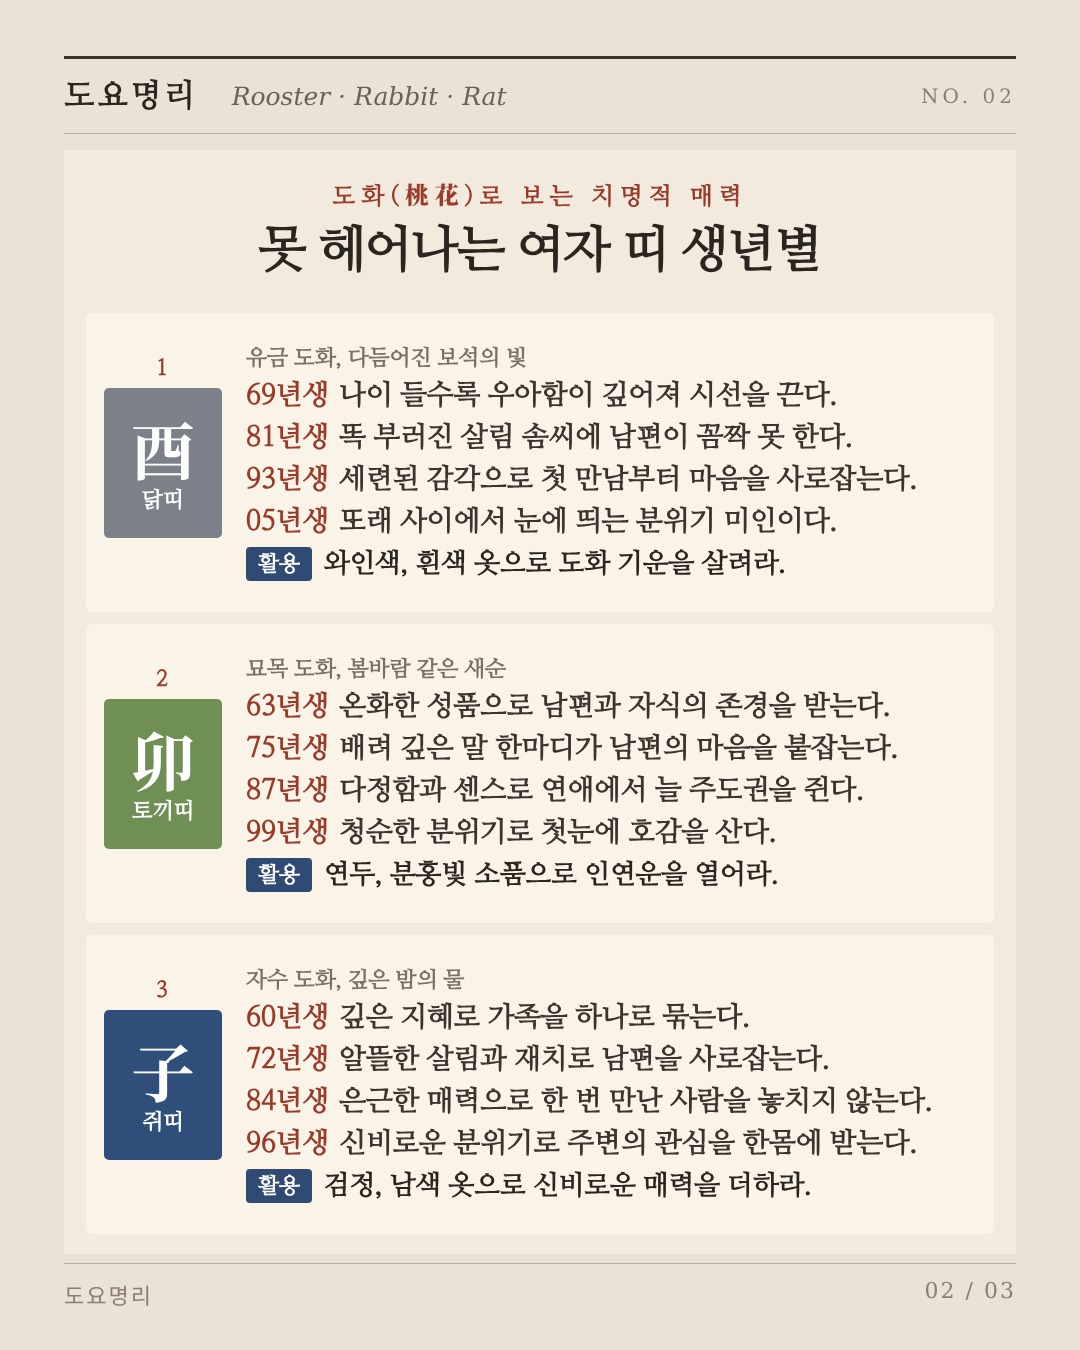 도요명리 Rooster · Rabbit · Rat NO. 02
도화(桃花)로 보는 치명적 매력
못 헤어나는 여자 띠 생년별
1
酉
닭띠
유금 도화, 다듬어진 보석의 빛
69년생 나이 들수록 우아함이 깊어져 시선을 끈다.
81년생 똑 부러진 살림 솜씨에 남편이 꼼짝 못 한다.
93년생 세련된 감각으로 첫 만남부터 마음을 사로잡는다.
05년생 또래 사이에서 눈에 띄는 분위기 미인이다.
활용 와인색, 흰색 옷으로 도화 기운을 살려라.
2
卯
토끼띠
묘목 도화, 봄바람 같은 새순
63년생 온화한 성품으로 남편과 자식의 존경을 받는다.
75년생 배려 깊은 말 한마디가 남편의 마음을 붙잡는다.
87년생 다정함과 센스로 연애에서 늘 주도권을 쥔다.
99년생 청순한 분위기로 첫눈에 호감을 산다.
활용 연두, 분홍빛 소품으로 인연운을 열어라.
3
子
쥐띠
자수 도화, 깊은 밤의 물
60년생 깊은 지혜로 가족을 하나로 묶는다.
72년생 알뜰한 살림과 재치로 남편을 사로잡는다.
84년생 은근한 매력으로 한 번 만난 사람을 놓치지 않는다.
96년생 신비로운 분위기로 주변의 관심을 한몸에 받는다.
활용 검정, 남색 옷으로 신비로운 매력을 더하라.
도요명리 02 / 03